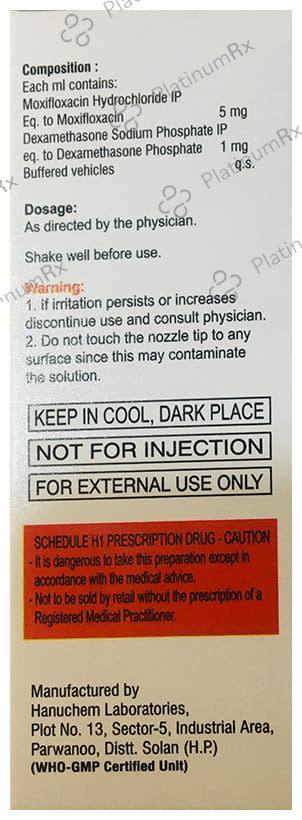 PlatinumRx
Composition :
Each ml contains:
Moxifloxacin Hydrochloride IP
Eq. to Moxifloxacin 5 mg
Dexamethasone Sodium Phosphate IP
eq. to Dexamethasone Phosphate 1 mg
Buffered vehicles q.s.
PlatinumRx
Rx
Dosage:
As directed by the physician.
Shake well before use.
Platin
inumRx
Warning:
1. if irritation persists or increases
discontinue use and consult physician.
2. Do not touch the nozzle tip to any
surface since this may contaminate
the solution.
KEEP IN COOL, DARK PLACE
NOT FOR INJECTION
FOR EXTERNAL USE ONLY
SCHEDULE H1 PRESCRIPTION DRUG - CAUTION
- It is dangerous to take this preparation except in
accordance with the medical advice.
- Not to be sold by retail without the prescription of a
Registered Medical Practitioner.
Manufactured by
Hanuchem Laboratories,
Plot No. 13, Sector-5, Industrial Area,
Parwanoo, Distt. Solan (H.P.)
(WHO-GMP Certified Unit)